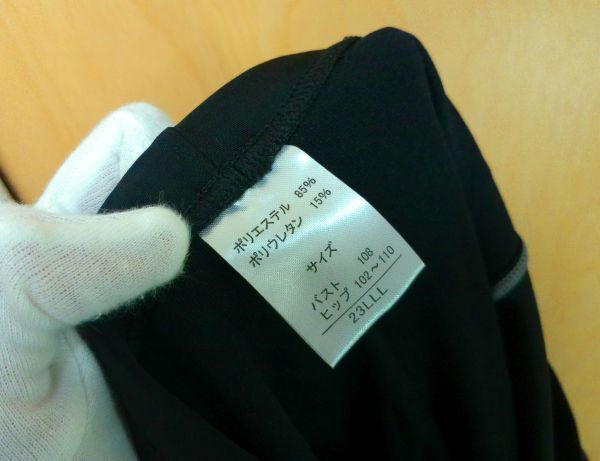 ポリエステル 85%
ポリウレタン 15%
サイズ
バスト 108
ヒップ 102～110
23LLL